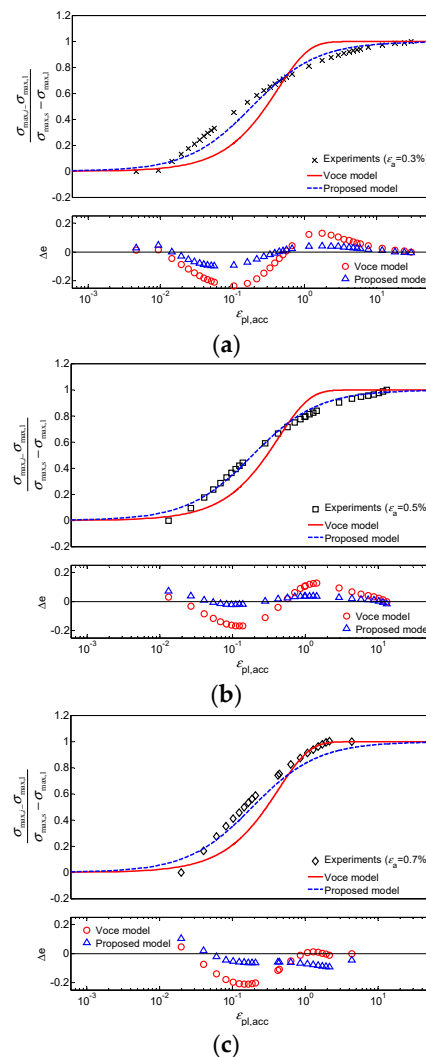 1.2
1
0.8
0.6
0.4
0.2
0
-0.2
σmax,i-σmax,I
σmax,s - σmax,I
Experiments (εa=0.3%)
Voce model
Proposed model
0.2
0
-0.2
Δe
Voce model
Proposed mode
10-3
10-2
10-1
100
101
εpl,acc
(a)
1.2
1
0.8
0.6
0.4
0.2
0
-0.2
σmax,i-σmax,I
σmax,s - σmax,I
Experiments (εa=0.5%
Voce model
Proposed model
0.2
0
-0.2
Δe
Voce model
Proposed model
10-3
10-2
10-1
100
101
εpl,acc
(b)
1.2
1
0.8
0.6
0.4
0.2
0
-0.2
σmax,i-σmax,I
σmax,s - σmax,I
Experiments (εa=0.7%
Voce model
Proposed model
0.2
0
-0.2
Δe
Voce model
Proposed model
10-3
10-2
10-1
100
101
εpl,acc
(c)